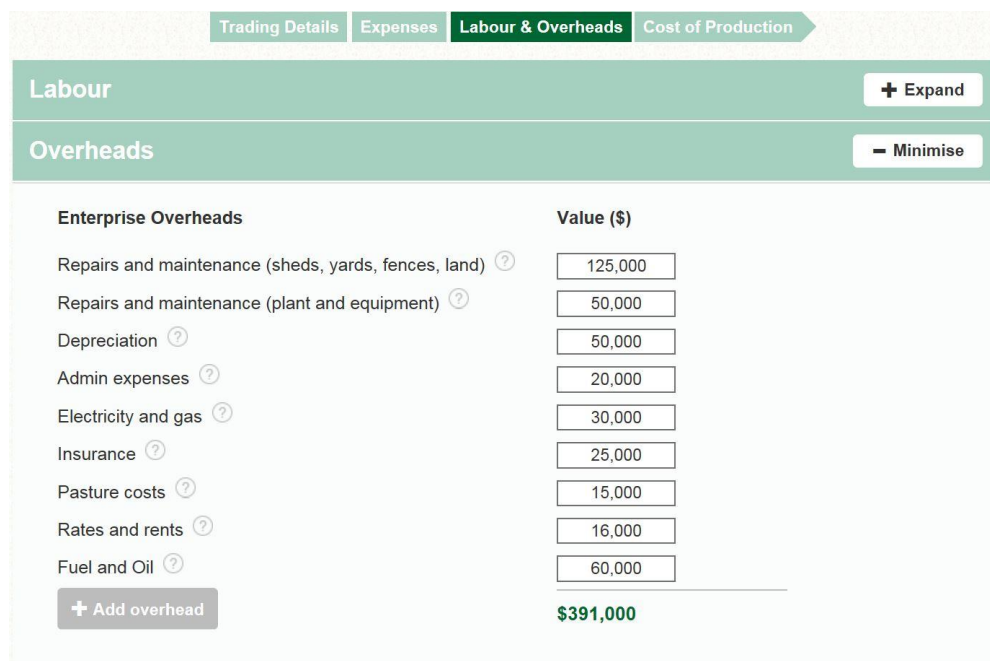 Trading Details Expenses Labour & Overheads Cost of Production
Labour + Expand
Overheads − Minimise
Enterprise Overheads Value ($)
Repairs and maintenance (sheds, yards, fences, land) ? 125,000
Repairs and maintenance (plant and equipment) ? 50,000
Depreciation ? 50,000
Admin expenses ? 20,000
Electricity and gas ? 30,000
Insurance ? 25,000
Pasture costs ? 15,000
Rates and rents ? 16,000
Fuel and Oil ? 60,000
+ Add overhead $391,000